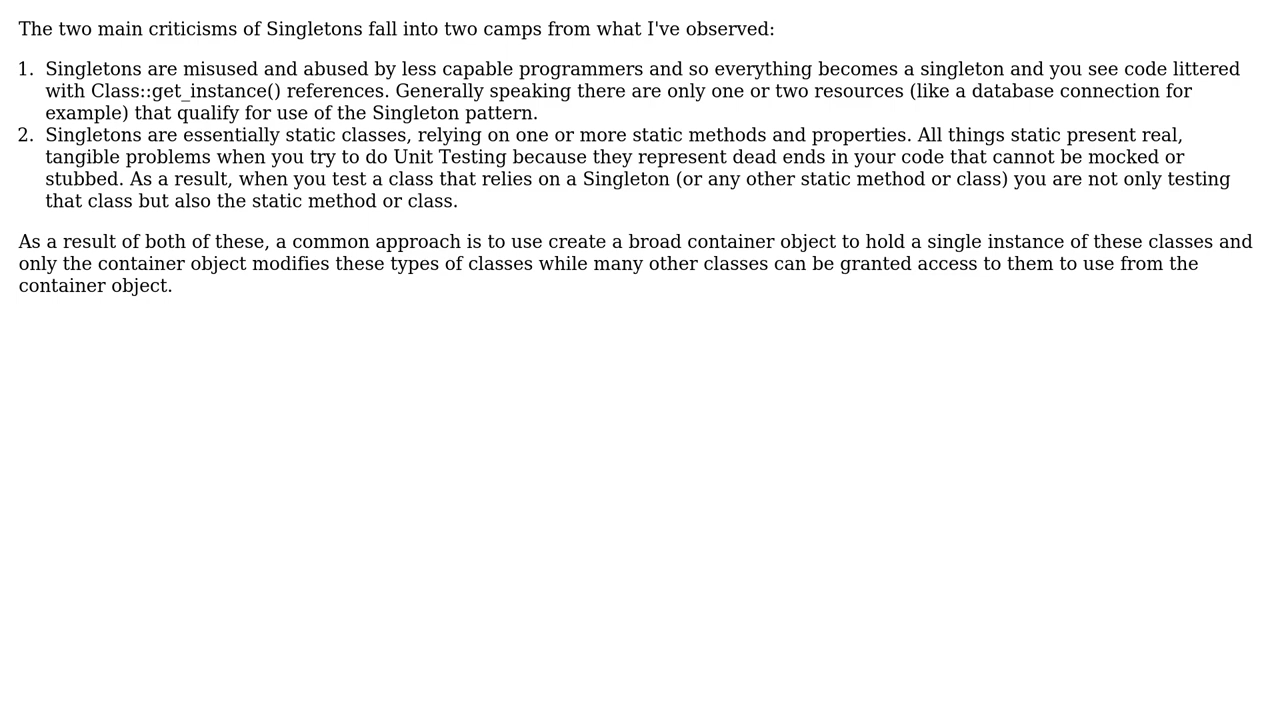 The two main criticisms of Singletons fall into two camps from what I've observed:
1. Singletons are misused and abused by less capable programmers and so everything becomes a singleton and you see code littered
with Class::get_instance() references. Generally speaking there are only one or two resources (like a database connection for
example) that qualify for use of the Singleton pattern.
2. Singletons are essentially static classes, relying on one or more static methods and properties. All things static present real,
tangible problems when you try to do Unit Testing because they represent dead ends in your code that cannot be mocked or
stubbed. As a result, when you test a class that relies on a Singleton (or any other static method or class) you are not only testing
that class but also the static method or class.
As a result of both of these, a common approach is to use create a broad container object to hold a single instance of these classes and
only the container object modifies these types of classes while many other classes can be granted access to them to use from the
container object.